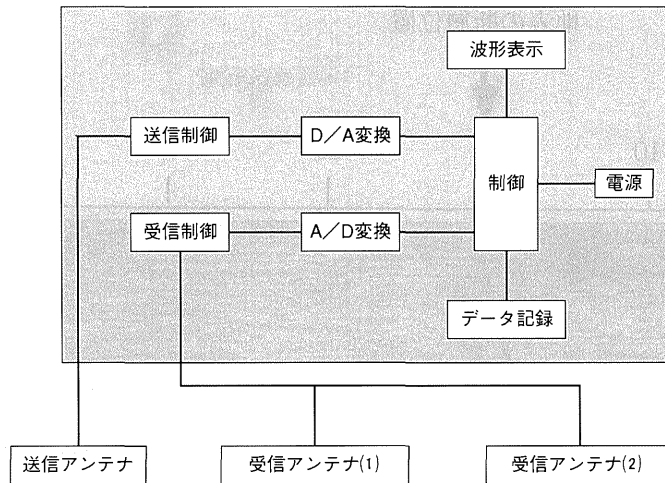 波形表示
送信制御
D／A変換
制御
電源
受信制御
A／D変換
データ記録
送信アンテナ
受信アンテナ(1)
受信アンテナ(2)